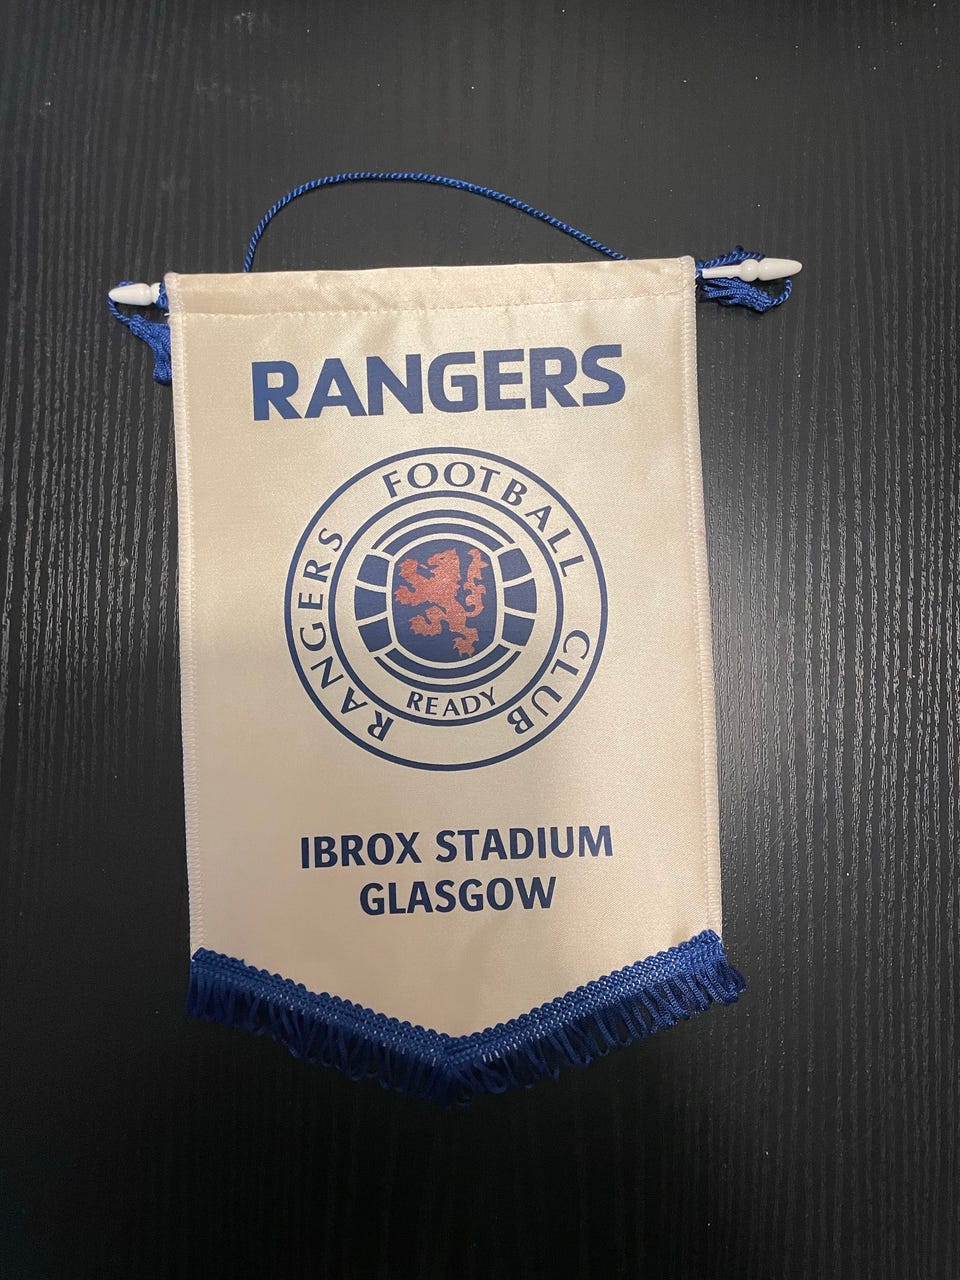 RANGERS
RANGERS FOOTBALL CLUB
READY
IBROX STADIUM
GLASGOW